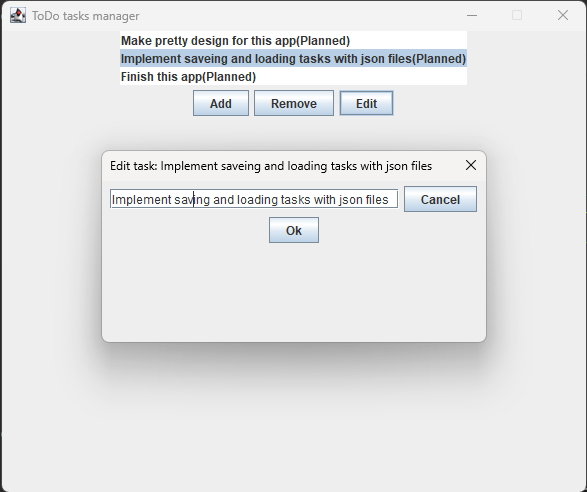 ToDo tasks manager
Make pretty design for this app(Planned)
Implement saveing and loading tasks with json files(Planned)
Finish this app(Planned)
Add Remove Edit
Edit task: Implement saveing and loading tasks with json files
Implement saving and loading tasks with json files Cancel
Ok